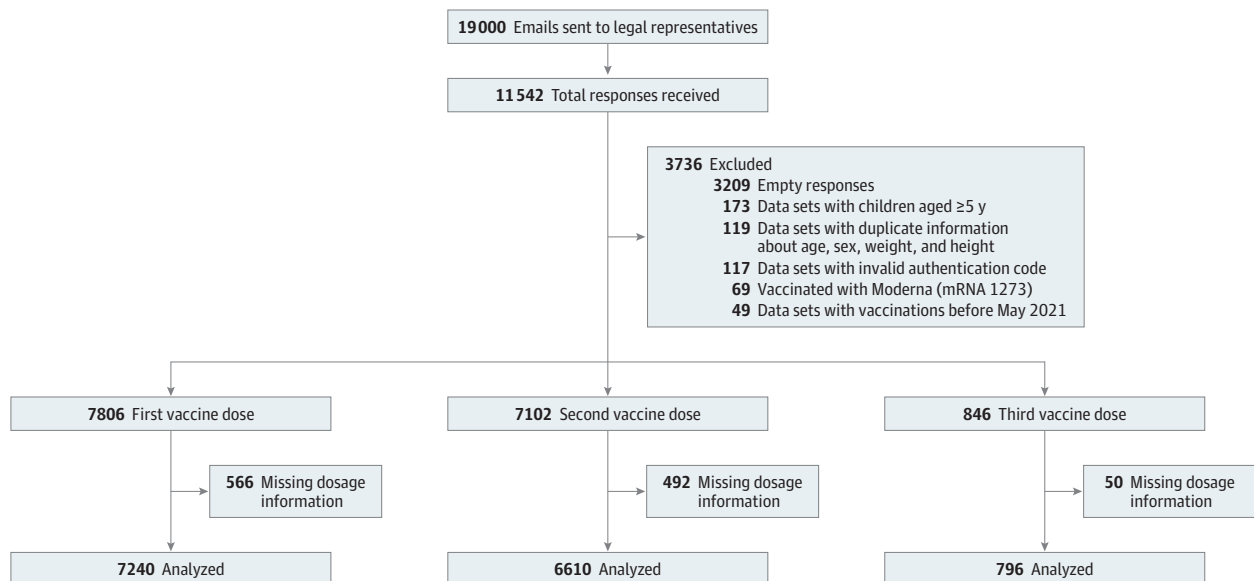 19 000 Emails sent to legal representatives
11 542 Total responses received
3736 Excluded
3209 Empty responses
173 Data sets with children aged ≥5 y
119 Data sets with duplicate information
about age, sex, weight, and height
117 Data sets with invalid authentication code
69 Vaccinated with Moderna (mRNA 1273)
49 Data sets with vaccinations before May 2021
7806 First vaccine dose
7102 Second vaccine dose
846 Third vaccine dose
566 Missing dosage
information
492 Missing dosage
information
50 Missing dosage
information
7240 Analyzed
6610 Analyzed
796 Analyzed